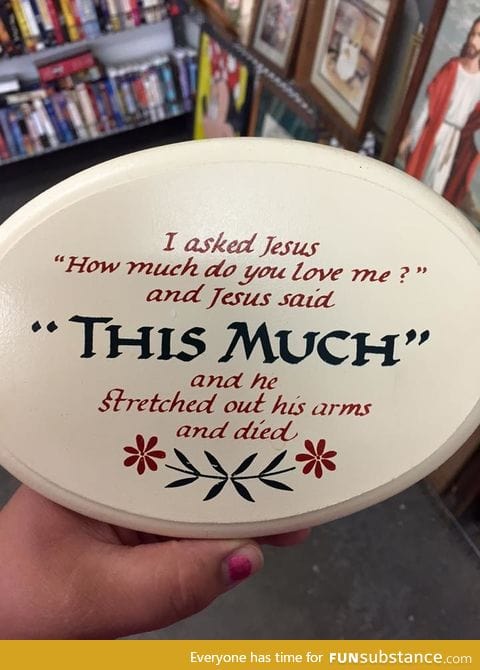 I asked Jesus
“How much do you love me?”
and Jesus said
“THIS MUCH”
and he
stretched out his arms
and died
Everyone has time for FUNsubstance.com